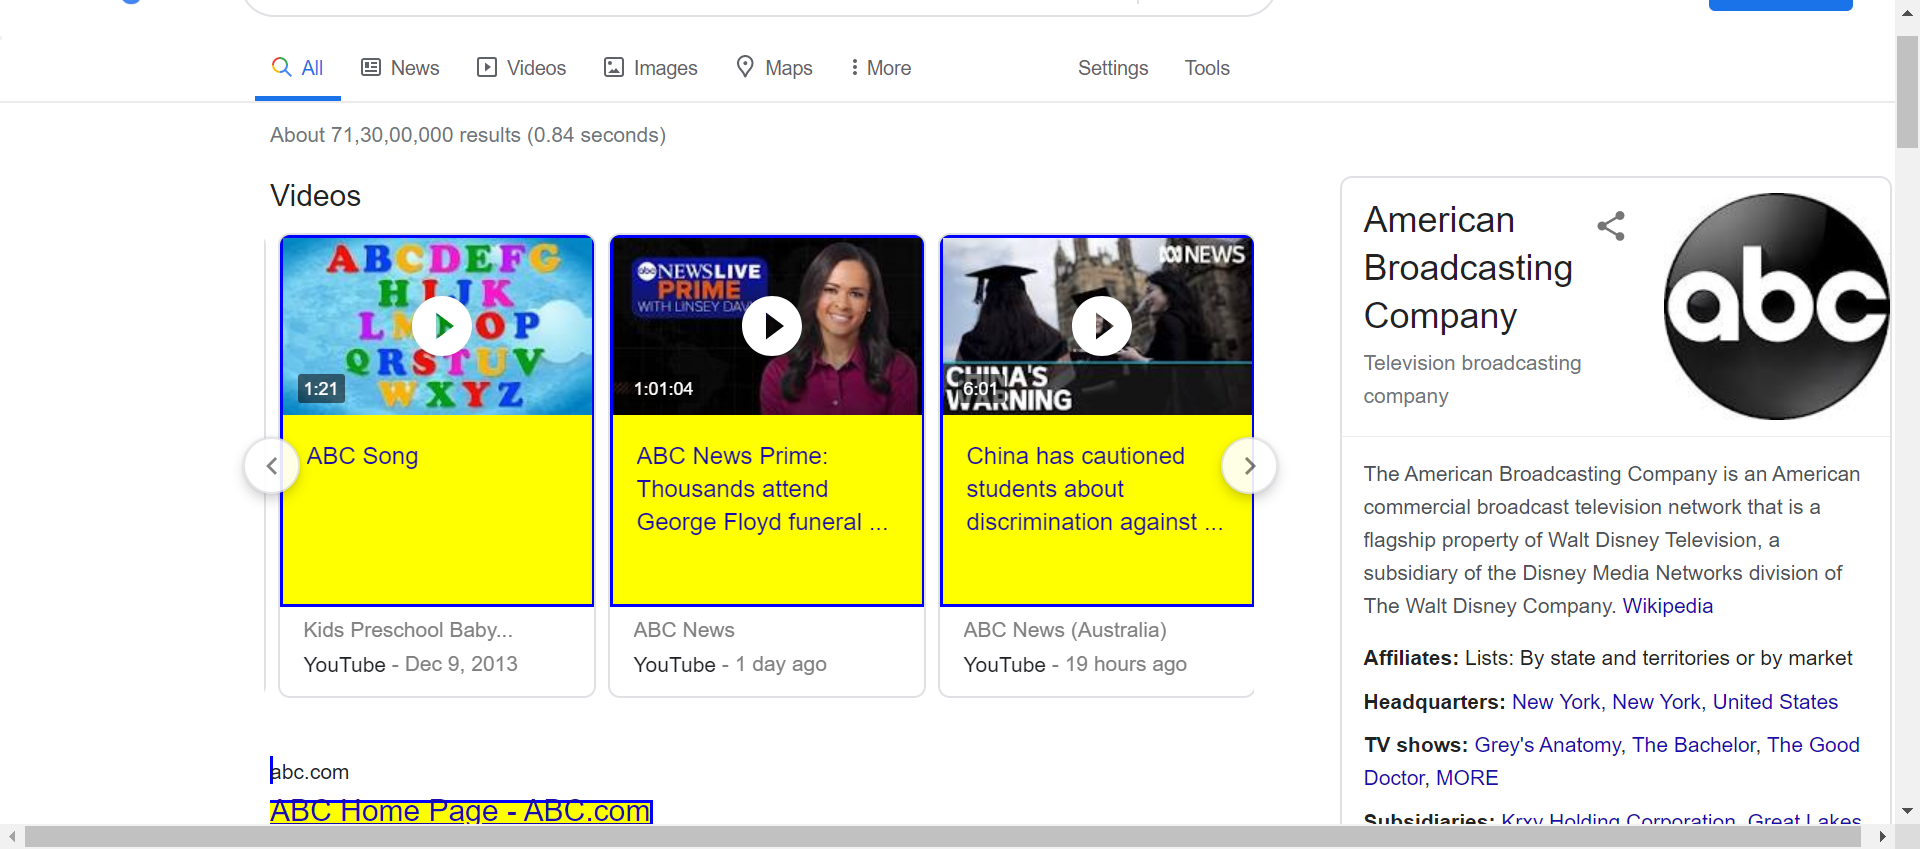 All
News
Videos
Images
Maps
More
Settings
Tools
About 71,30,00,000 results (0.84 seconds)
Videos
ABCDEFG
HIJK
LM OP
QRSTUV
WXYZ
1:21
ABC Song
Kids Preschool Baby...
YouTube - Dec 9, 2013
abc NEWS LIVE
PRIME
WITH LINSEY DAV
1:01:04
ABC News Prime:
Thousands attend
George Floyd funeral ...
ABC News
YouTube - 1 day ago
NEWS
CHINA'S
WARNING
6:01
China has cautioned
students about
discrimination against ...
ABC News (Australia)
YouTube - 19 hours ago
abc.com
ABC Home Page - ABC.com
American
Broadcasting
Company
Television broadcasting
company
abc
The American Broadcasting Company is an American
commercial broadcast television network that is a
flagship property of Walt Disney Television, a
subsidiary of the Disney Media Networks division of
The Walt Disney Company. Wikipedia
Affiliates: Lists: By state and territories or by market
Headquarters: New York, New York, United States
TV shows: Grey's Anatomy, The Bachelor, The Good
Doctor, MORE
Subsidiaries: Krxv Holding Corporation, Great Lakes